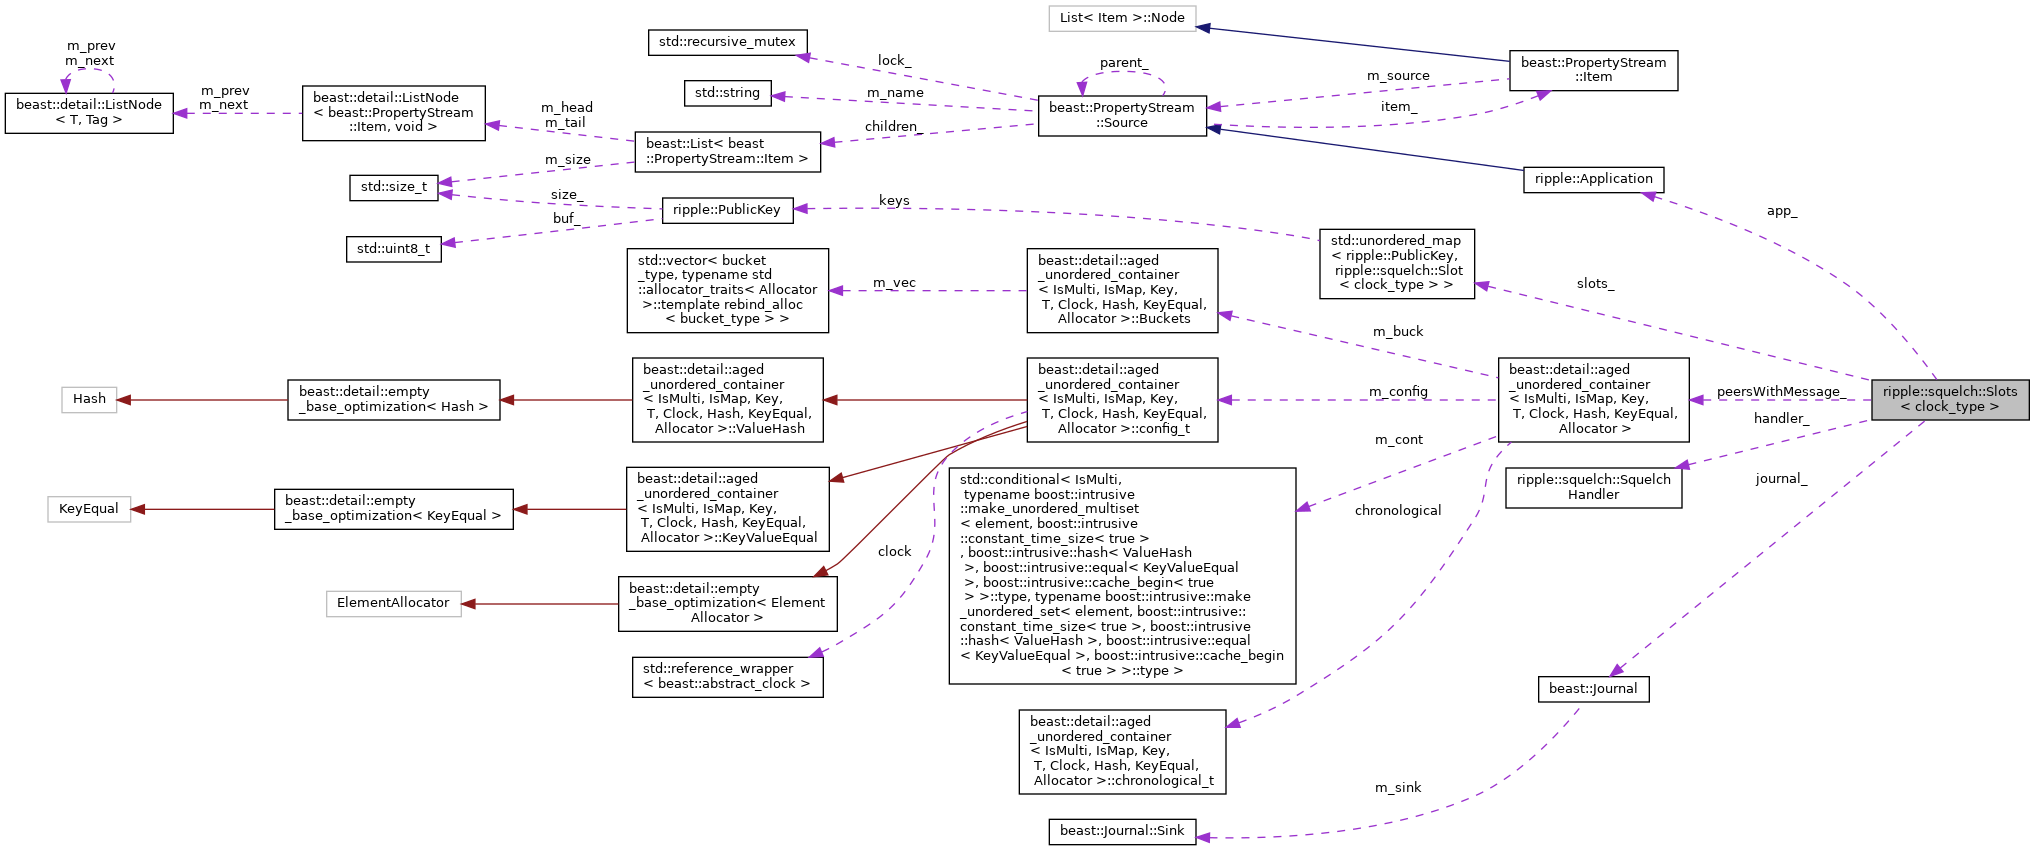 List< Item >::Node
std::recursive_mutex
m_prev
m_next
lock_
parent_
beast::PropertyStream
::Item
m_source
std::string
m_name
m_prev
m_next
beast::detail::ListNode
< T, Tag >
beast::detail::ListNode
< beast::PropertyStream
::Item, void >
m_head
m_tail
beast::PropertyStream
::Source
item_
children_
beast::List< beast
::PropertyStream::Item >
m_size
std::size_t
ripple::Application
size_
keys
ripple::PublicKey
app_
buf_
std::uint8_t
std::unordered_map
< ripple::PublicKey,
ripple::squelch::Slot
< clock_type > >
std::vector< bucket
_type, typename std
::allocator_traits< Allocator
>::template rebind_alloc
< bucket_type > >
m_vec
beast::detail::aged
_unordered_container
< IsMulti, IsMap, Key,
T, Clock, Hash, KeyEqual,
Allocator >::Buckets
slots_
m_buck
Hash
beast::detail::empty
_base_optimization< Hash >
beast::detail::aged
_unordered_container
< IsMulti, IsMap, Key,
T, Clock, Hash, KeyEqual,
Allocator >::ValueHash
beast::detail::aged
_unordered_container
< IsMulti, IsMap, Key,
T, Clock, Hash, KeyEqual,
Allocator >::config_t
m_config
beast::detail::aged
_unordered_container
< IsMulti, IsMap, Key,
T, Clock, Hash, KeyEqual,
Allocator >
peersWithMessage_
ripple::squelch::Slots
< clock_type >
handler_
m_cont
journal_
ripple::squelch::Squelch
Handler
KeyEqual
beast::detail::empty
_base_optimization< KeyEqual >
beast::detail::aged
_unordered_container
< IsMulti, IsMap, Key,
T, Clock, Hash, KeyEqual,
Allocator >::KeyValueEqual
clock
std::conditional< IsMulti,
typename boost::intrusive
::make_unordered_multiset
< element, boost::intrusive
::constant_time_size< true >
, boost::intrusive::hash< ValueHash
>, boost::intrusive::equal< KeyValueEqual
>, boost::intrusive::cache_begin< true
> >::type, typename boost::intrusive::make
_unordered_set< element, boost::intrusive::
constant_time_size< true >, boost::intrusive
::hash< ValueHash >, boost::intrusive::equal
< KeyValueEqual >, boost::intrusive::cache_begin
< true > >::type >
chronological
ElementAllocator
beast::detail::empty
_base_optimization< Element
Allocator >
std::reference_wrapper
< beast::abstract_clock >
beast::Journal
beast::detail::aged
_unordered_container
< IsMulti, IsMap, Key,
T, Clock, Hash, KeyEqual,
Allocator >::chronological_t
m_sink
beast::Journal::Sink